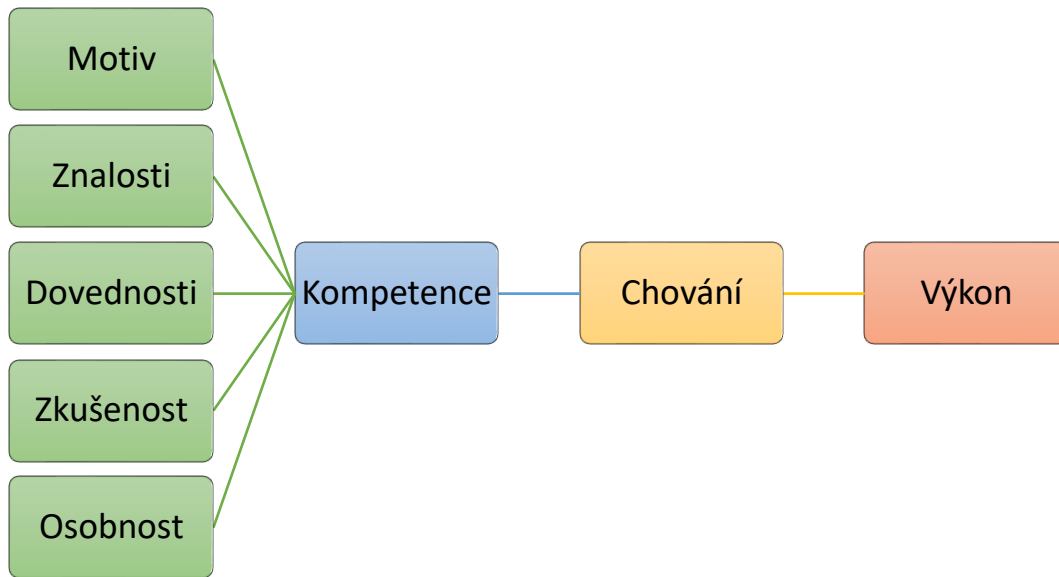 Motiv
Znalosti
Dovednosti
Zkušenost
Osobnost
Kompetence
Chování
Výkon